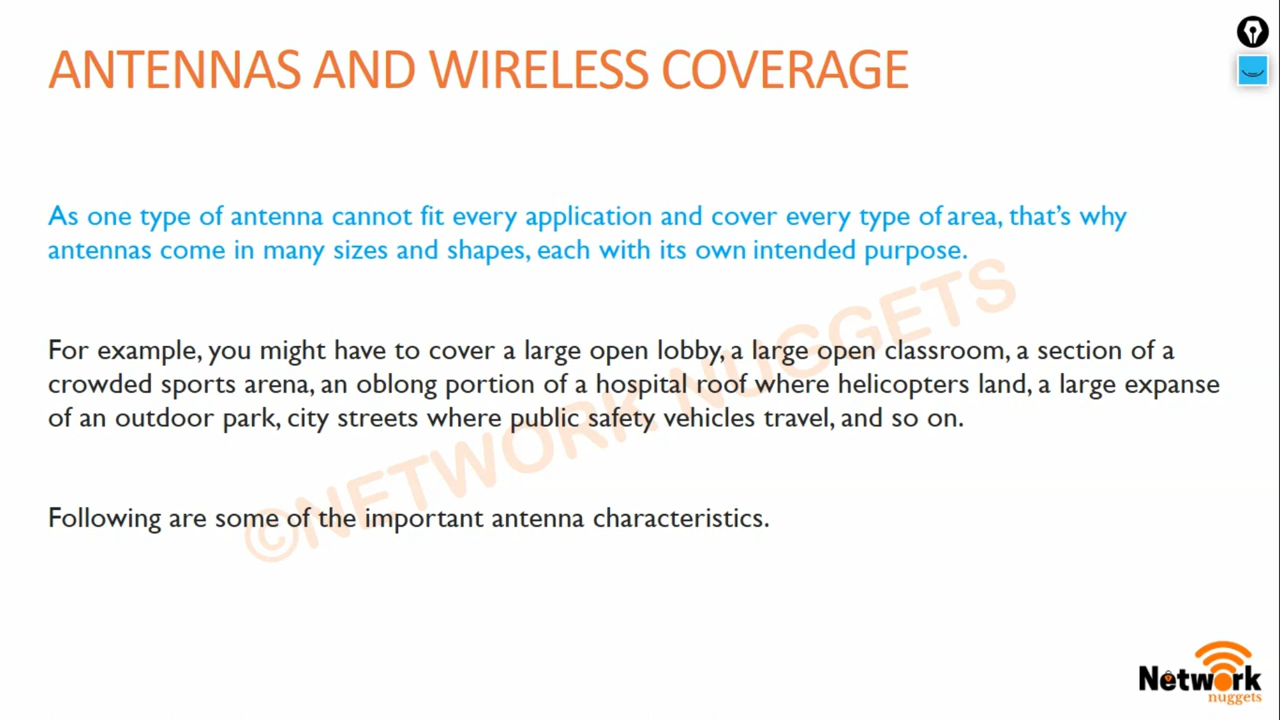 ANTENNAS AND WIRELESS COVERAGE
As one type of antenna cannot fit every application and cover every type of area, that's why
antennas come in many sizes and shapes, each with its own intended purpose.
For example, you might have to cover a large open lobby, a large open classroom, a section of a
crowded sports arena, an oblong portion of a hospital roof where helicopters land, a large expanse
of an outdoor park, city streets where public safety vehicles travel, and so on.
Following are some of the important antenna characteristics.
©NETWORK NUGGETS
Network
nuggets